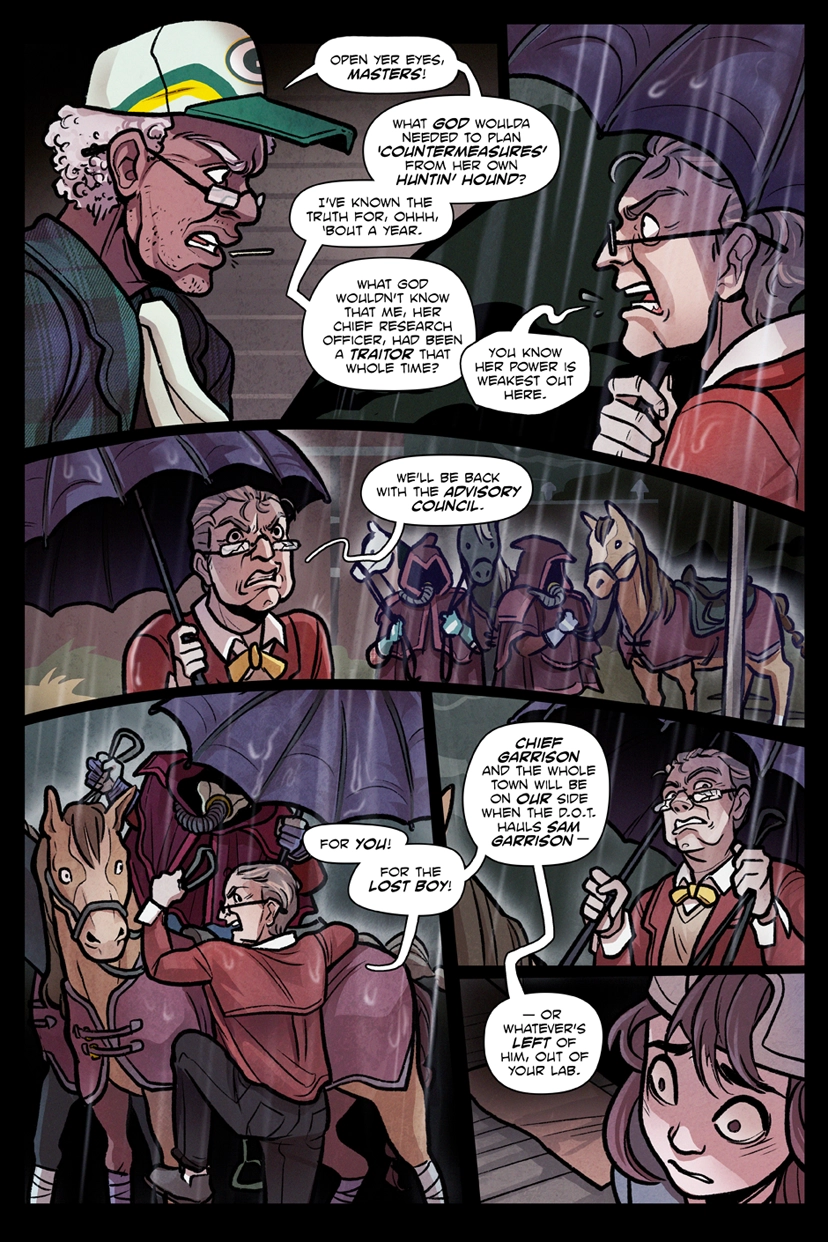 G
OPEN YER EYES,
MASTERS!
WHAT GOD WOULDA
NEEDED TO PLAN
'COUNTERMEASURES'
FROM HER OWN
HUNTIN' HOUND?
I'VE KNOWN THE
TRUTH FOR, OHHH,
'BOUT A YEAR.
WHAT GOD
WOULDN'T KNOW
THAT ME, HER
CHIEF RESEARCH
OFFICER, HAD BEEN
A TRAITOR THAT
WHOLE TIME?
YOU KNOW
HER POWER IS
WEAKEST OUT
HERE.
WE'LL BE BACK
WITH THE ADVISORY
COUNCIL.
FOR YOU!
FOR THE
LOST BOY!
CHIEF
GARRISON
AND THE WHOLE
TOWN WILL BE
ON OUR SIDE
WHEN THE D.O.T.
HAULS SAM
GARRISON —
— OR
WHATEVER'S
LEFT OF
HIM, OUT OF
YOUR LAB.